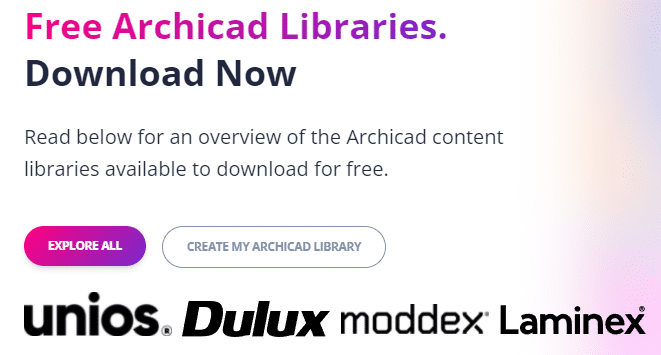 Free Archicad Libraries.
Download Now
Read below for an overview of the Archicad content
libraries available to download for free.
EXPLORE ALL CREATE MY ARCHICAD LIBRARY
unios® Dulux moddex® Laminex®